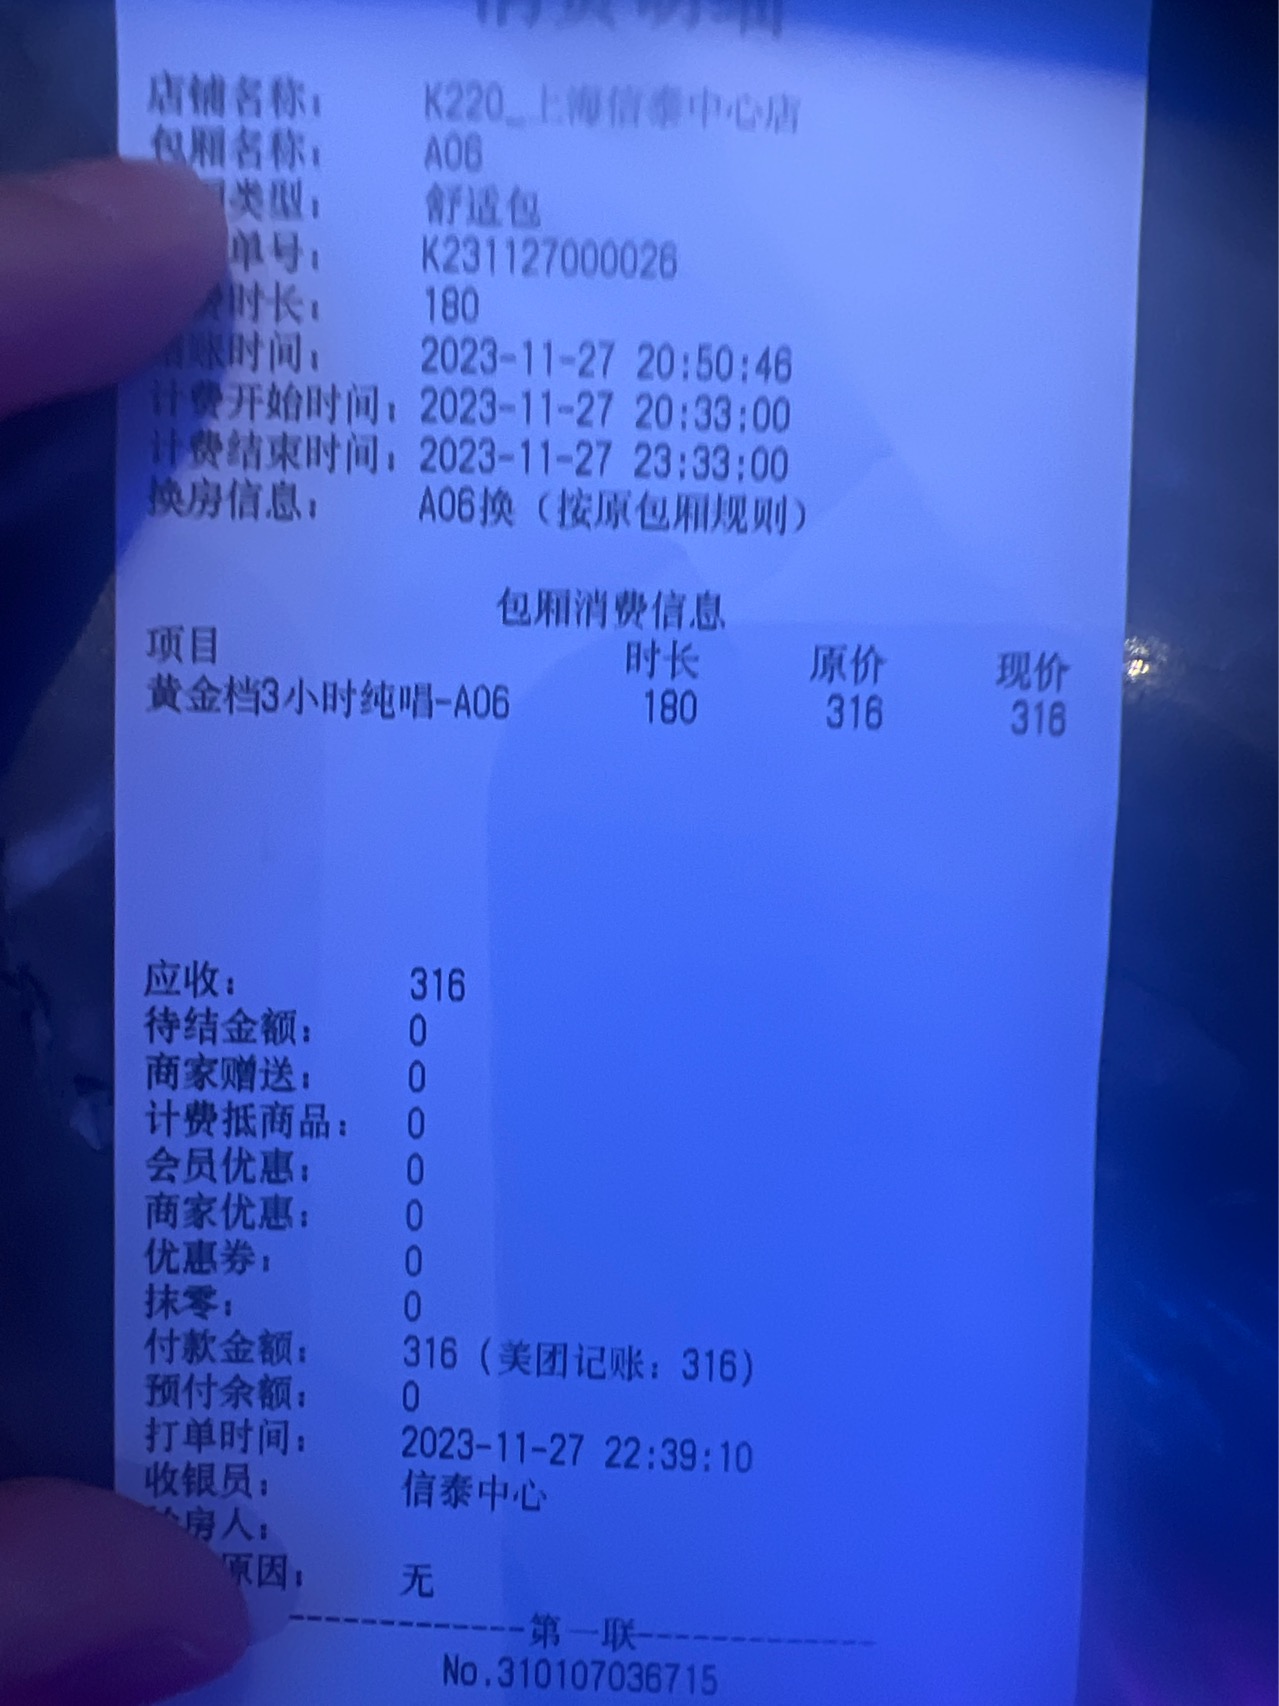 消费明细
店铺名称： K220_上海信泰中心店
包厢名称： A06
类型： 舒适包
单号： K231127000026
时长： 180
结账时间： 2023-11-27 20:50:46
计费开始时间： 2023-11-27 20:33:00
计费结束时间： 2023-11-27 23:33:00
换房信息： A06换（按原包厢规则）
包厢消费信息
项目 时长 原价 现价
黄金档3小时纯唱-A06 180 316 316
应收： 316
待结金额： 0
商家赠送： 0
计费抵商品： 0
会员优惠： 0
商家优惠： 0
优惠券： 0
抹零： 0
付款金额： 316（美团记账：316）
预付余额： 0
打单时间： 2023-11-27 22:39:10
收银员： 信泰中心
房人：
原因： 无
----------第一联----------
No.310107036715